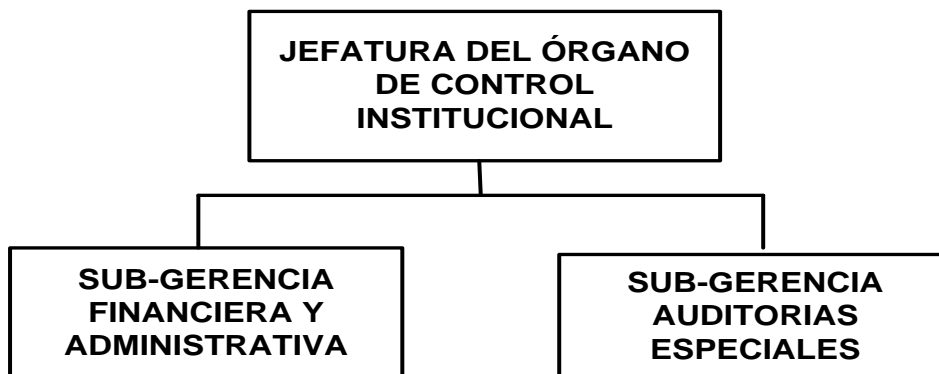 JEFATURA DEL ÓRGANO
DE CONTROL
INSTITUCIONAL
SUB-GERENCIA
FINANCIERA Y
ADMINISTRATIVA
SUB-GERENCIA
AUDITORIAS
ESPECIALES